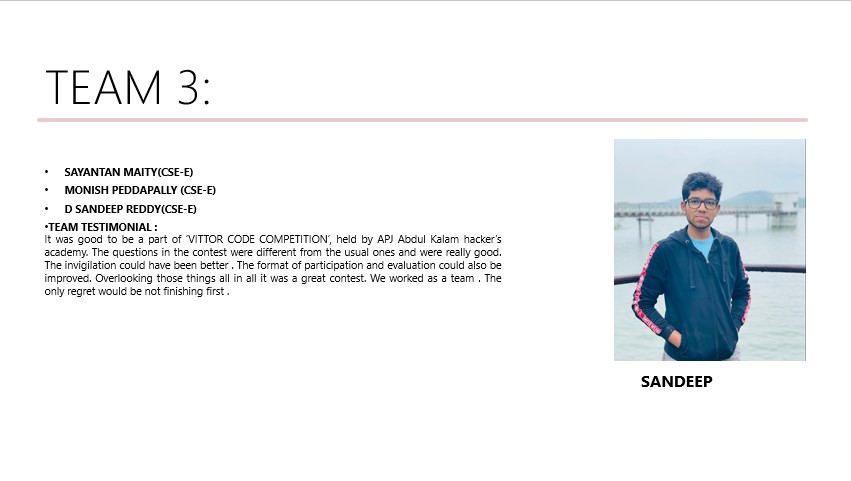 TEAM 3:
• SAYANTAN MAITY(CSE-E)
• MONISH PEDDAPALLY (CSE-E)
• D SANDEEP REDDY(CSE-E)
•TEAM TESTIMONIAL :
It was good to be a part of ‘VITTOR CODE COMPETITION’, held by APJ Abdul Kalam hacker’s
academy. The questions in the contest were different from the usual ones and were really good.
The invigilation could have been better . The format of participation and evaluation could also be
improved. Overlooking those things all in all it was a great contest. We worked as a team . The
only regret would be not finishing first .
SANDEEP